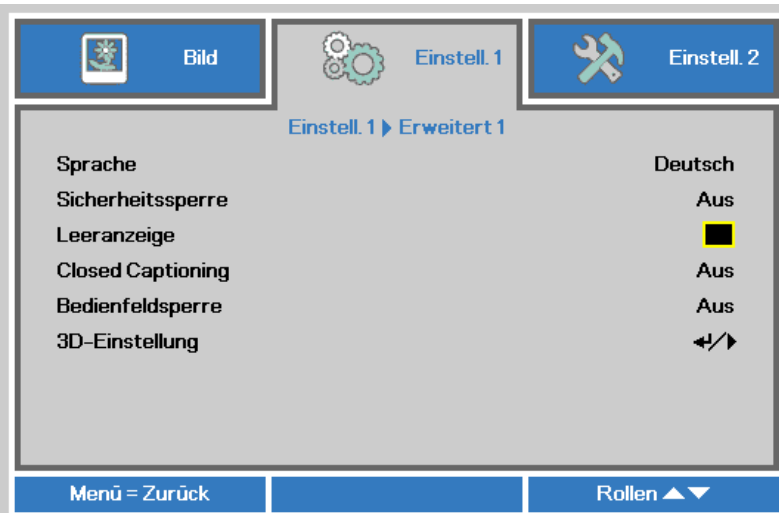 Bild
Einstell. 1
Einstell. 2
Einstell. 1 ▶ Erweitert 1
Sprache Deutsch
Sicherheitssperre Aus
Leeranzeige
Closed Captioning Aus
Bedienfeldsperre Aus
3D-Einstellung ↵/▶
Menü = Zurück
Rollen ▲▼